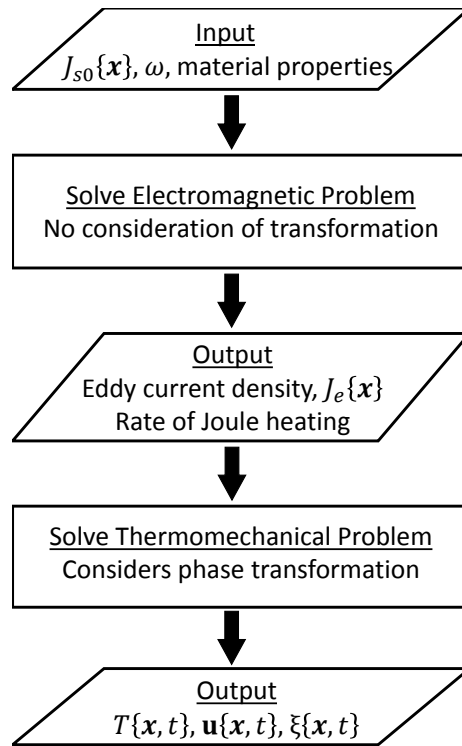 Input
J_{s0}{x}, ω, material properties
Solve Electromagnetic Problem
No consideration of transformation
Output
Eddy current density, J_e{x}
Rate of Joule heating
Solve Thermomechanical Problem
Considers phase transformation
Output
T{x, t}, u{x, t}, ξ{x, t}